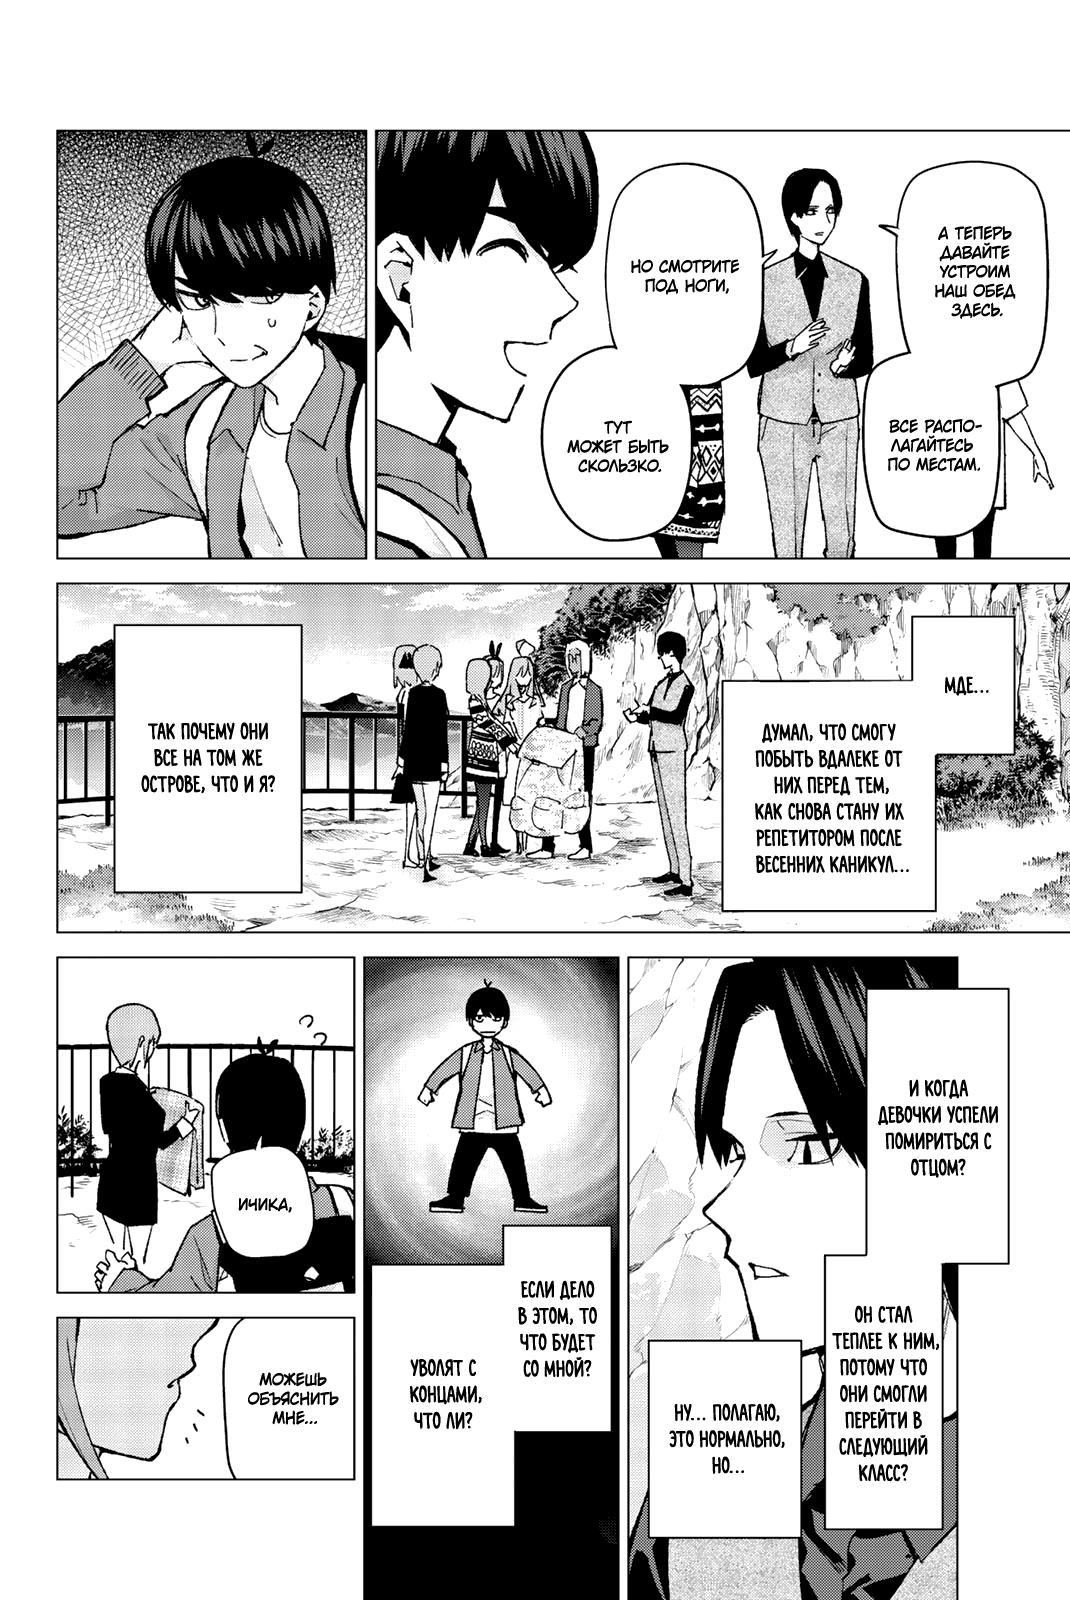 А ТЕПЕРЬ
ДАВАЙТЕ
УСТРОИМ
НАШ ОБЕД
ЗДЕСЬ.
ВСЕ РАСПО-
ЛАГАЙТЕСЬ
ПО МЕСТАМ.
НО СМОТРИТЕ
ПОД НОГИ,
ТУТ
МОЖЕТ БЫТЬ
СКОЛЬЗКО.
МДЕ...
ДУМАЛ, ЧТО СМОГУ
ПОБЫТЬ ВДАЛЕКЕ ОТ
НИХ ПЕРЕД ТЕМ,
КАК СНОВА СТАНУ ИХ
РЕПЕТИТОРОМ ПОСЛЕ
ВЕСЕННИХ КАНИКУЛ...
ТАК ПОЧЕМУ ОНИ
ВСЕ НА ТОМ ЖЕ
ОСТРОВЕ, ЧТО И Я?
И КОГДА
ДЕВОЧКИ УСПЕЛИ
ПОМИРИТЬСЯ С
ОТЦОМ?
ОН СТАЛ
ТЕПЛЕЕ К НИМ,
ПОТОМУ ЧТО
ОНИ СМОГЛИ
ПЕРЕЙТИ В
СЛЕДУЮЩИЙ
КЛАСС?
НУ... ПОЛАГАЮ,
ЭТО НОРМАЛЬНО,
НО...
ЕСЛИ ДЕЛО
В ЭТОМ, ТО
ЧТО БУДЕТ
СО МНОЙ?
УВОЛЯТ С
КОНЦАМИ,
ЧТО ЛИ?
ИЧИКА,
МОЖЕШЬ
ОБЪЯСНИТЬ
МНЕ...